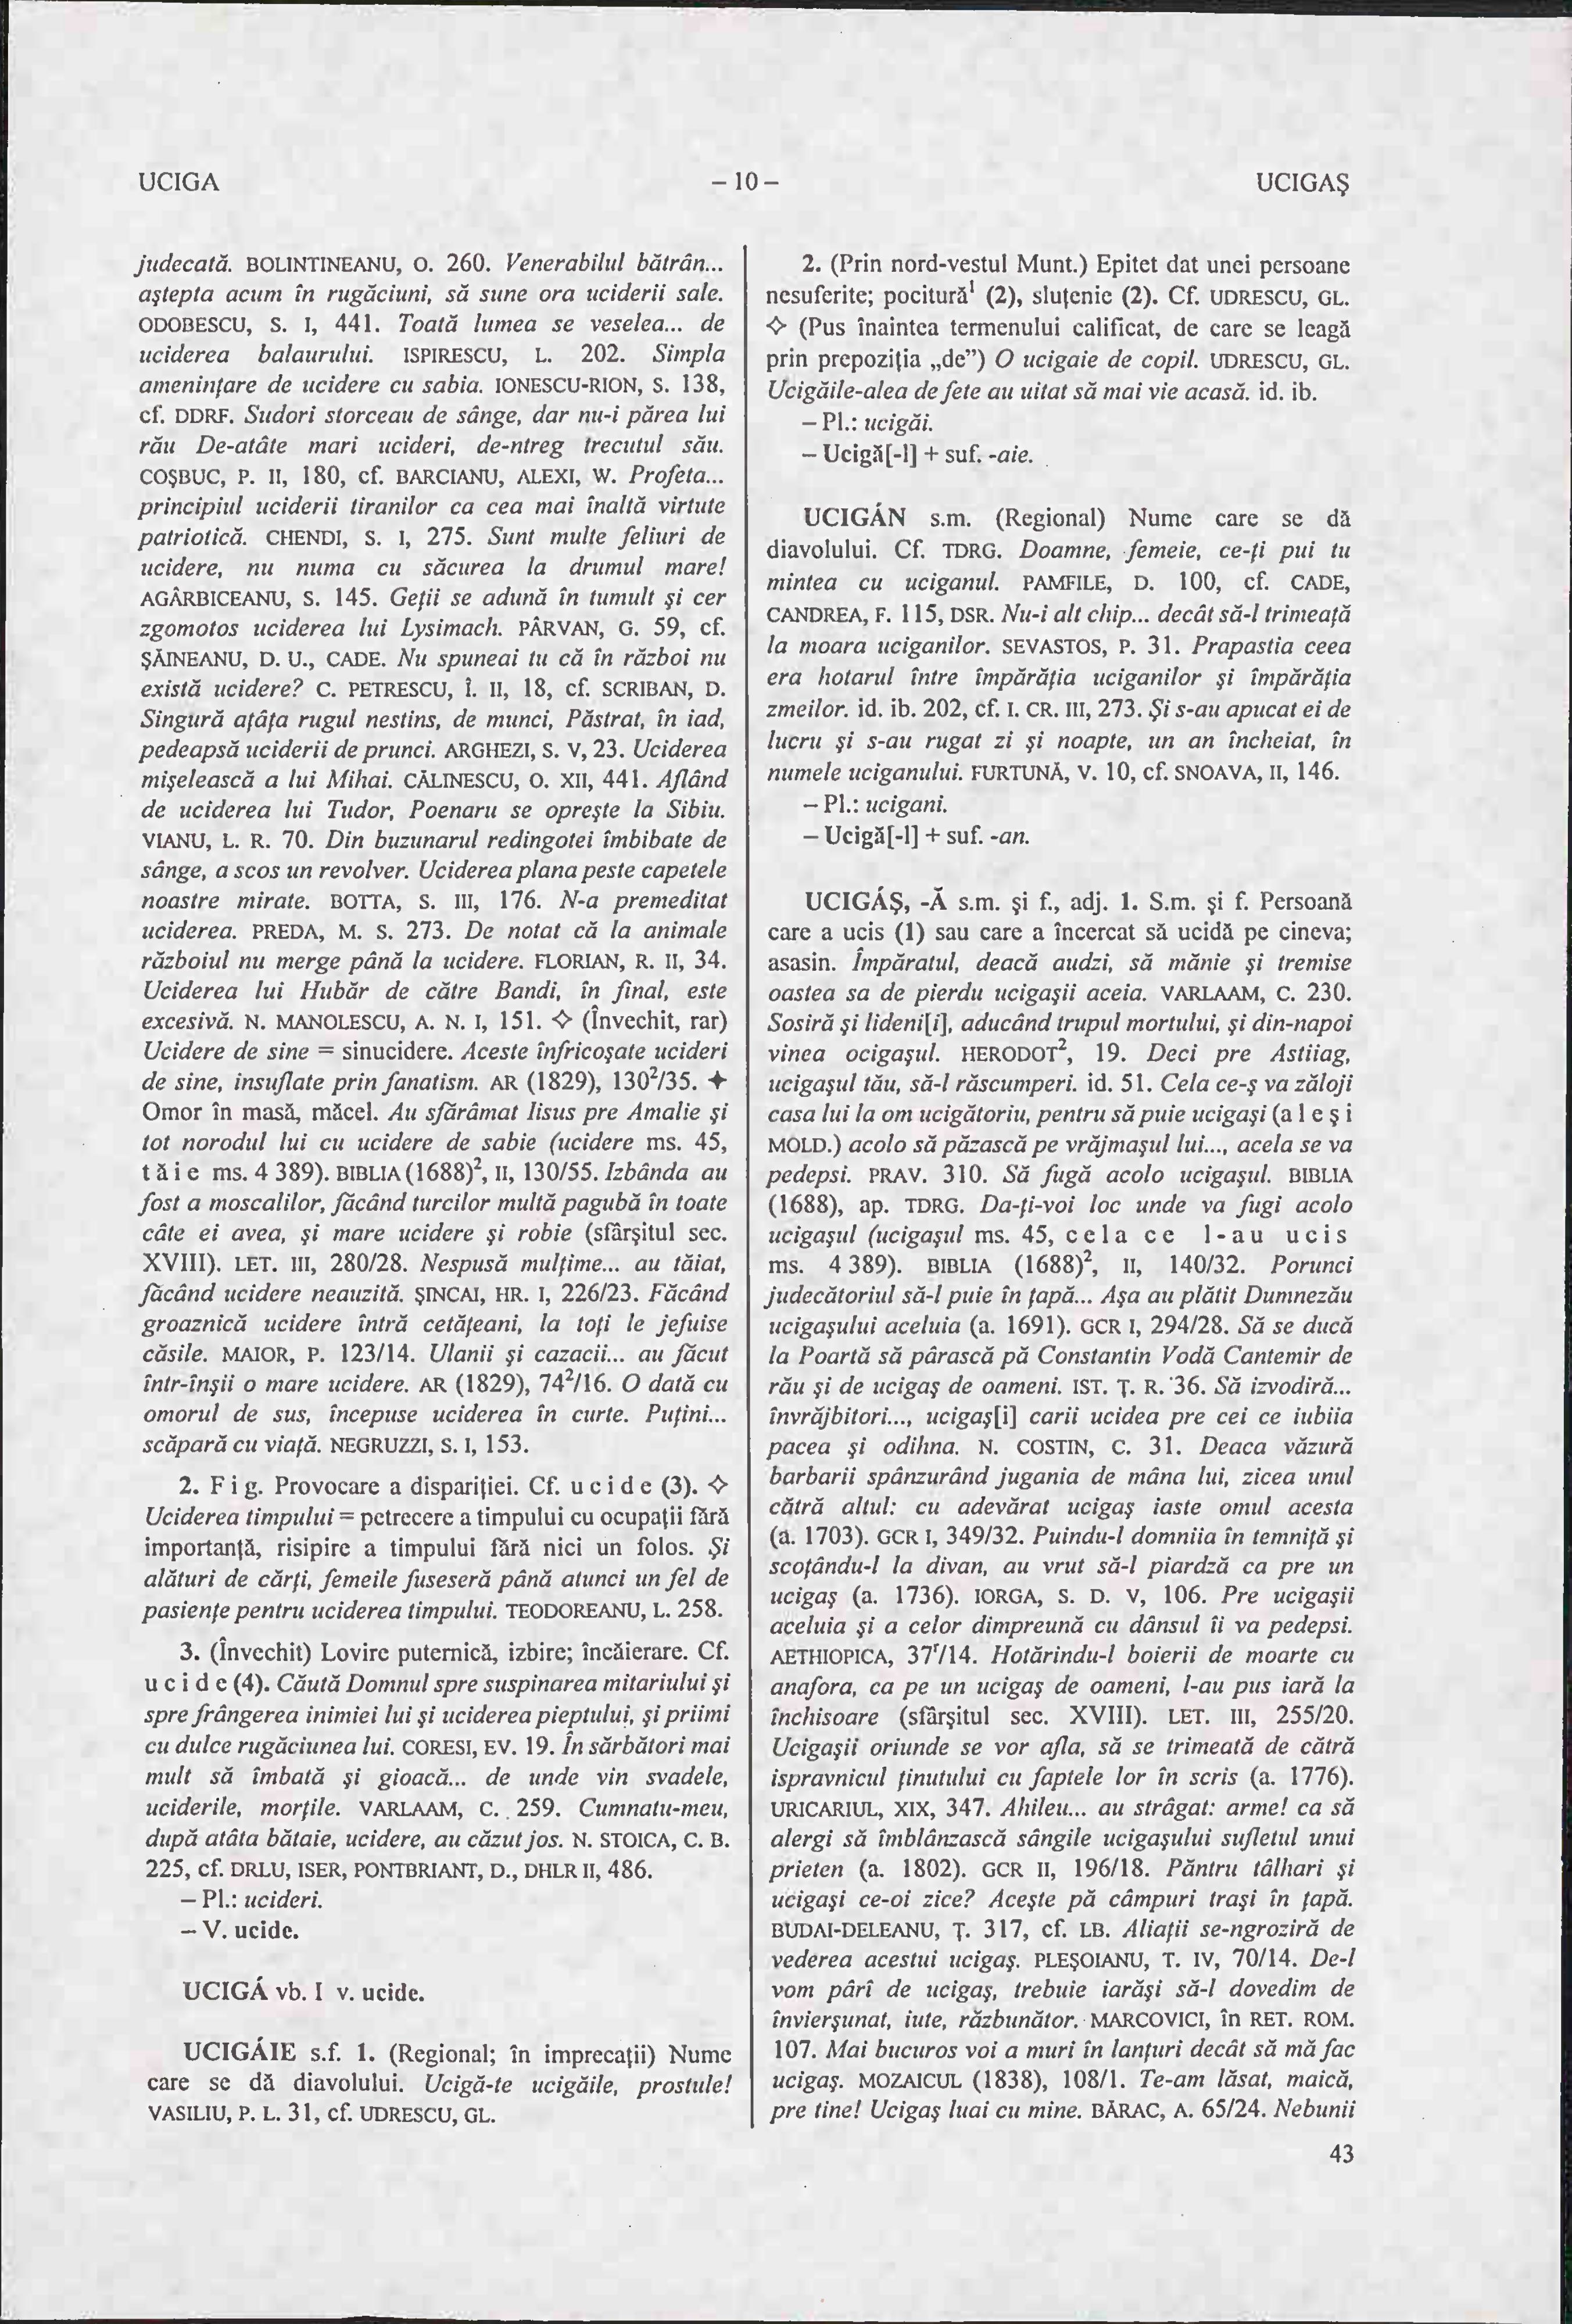 UCIGA – 10 – UCIGAŞ
judecată. BOLINTINEANU, O. 260. Venerabilul bătrân...
aştepta acum în rugăciuni, să sune ora uciderii sale.
ODOBESCU, S. I, 441. Toată lumea se veselea... de
uciderea balaurului. ISPIRESCU, L. 202. Simpla
ameninţare de ucidere cu sabia. IONESCU-RION, S. 138,
cf. DDRF. Sudori storceau de sânge, dar nu-i părea lui
rău De-atâte mari ucideri, de-ntreg trecutul său.
COŞBUC, P. II, 180, cf. BARCIANU, ALEXI, W. Profeta...
principiul uciderii tiranilor ca cea mai înaltă virtute
patriotică. CHENDI, S. I, 275. Sunt multe feliuri de
ucidere, nu numa cu săcurea la drumul mare!
AGÂRBICEANU, S. 145. Geţii se adună în tumult şi cer
zgomotos uciderea lui Lysimach. PÂRVAN, G. 59, cf.
ŞĂINEANU, D. U., CADE. Nu spuneai tu că în război nu
există ucidere? C. PETRESCU, Î. II, 18, cf. SCRIBAN, D.
Singură aţâţa rugul nestins, de munci, Păstrat, în iad,
pedeapsă uciderii de prunci. ARGHEZI, S. V, 23. Uciderea
mişelească a lui Mihai. CĂLINESCU, O. XII, 441. Aflând
de uciderea lui Tudor, Poenaru se opreşte la Sibiu.
VIANU, L. R. 70. Din buzunarul redingotei îmbibate de
sânge, a scos un revolver. Uciderea plana peste capetele
noastre mirate. BOTTA, S. III, 176. N-a premeditat
uciderea. PREDA, M. S. 273. De notat că la animale
războiul nu merge până la ucidere. FLORIAN, R. II, 34.
Uciderea lui Hubăr de către Bandi, în final, este
excesivă. N. MANOLESCU, A. N. I, 151. ◇ (Învechit, rar)
Ucidere de sine = sinucidere. Aceste înfricoşate ucideri
de sine, insuflate prin fanatism. AR (1829), 130²/35. ✦
Omor în masă, măcel. Au sfărâmat Iisus pre Amalie şi
tot norodul lui cu ucidere de sabie (ucidere ms. 45,
t ă i e ms. 4 389). BIBLIA (1688)², II, 130/55. Izbânda au
fost a moscalilor, făcând turcilor multă pagubă în toate
câte ei avea, şi mare ucidere şi robie (sfârşitul sec.
XVIII). LET. III, 280/28. Nespusă mulţime... au tăiat,
făcând ucidere neauzită. ŞINCAI, HR. I, 226/23. Făcând
groaznică ucidere întră cetăţeani, la toţi le jefuise
căsile. MAIOR, P. 123/14. Ulanii şi cazacii... au făcut
într-înşii o mare ucidere. AR (1829), 74²/16. O dată cu
omorul de sus, începuse uciderea în curte. Puţini...
scăpară cu viaţă. NEGRUZZI, S. I, 153.
2. F i g. Provocare a dispariţiei. Cf. u c i d e (3). ◇
Uciderea timpului = petrecere a timpului cu ocupaţii fără
importanţă, risipire a timpului fără nici un folos. Şi
alături de cărţi, femeile fuseseră până atunci un fel de
pasienţe pentru uciderea timpului. TEODOREANU, L. 258.
3. (Învechit) Lovire puternică, izbire; încăierare. Cf.
u c i d e (4). Căută Domnul spre suspinarea mitariului şi
spre frângerea inimiei lui şi uciderea pieptului, şi priimi
cu dulce rugăciunea lui. CORESI, EV. 19. În sărbători mai
mult să îmbată şi gioacă... de unde vin svadele,
uciderile, morţile. VARLAAM, C. 259. Cumnatu-meu,
după atâta bătaie, ucidere, au căzut jos. N. STOICA, C. B.
225, cf. DRLU, ISER, PONTBRIANT, D., DHLR II, 486.
– Pl.: ucideri.
– V. ucide.
UCIGÁ vb. I v. ucide.
UCIGÁIE s.f. 1. (Regional; în imprecaţii) Nume
care se dă diavolului. Ucigă-te ucigăile, prostule!
VASILIU, P. L. 31, cf. UDRESCU, GL.
2. (Prin nord-vestul Munt.) Epitet dat unei persoane
nesuferite; pocitură¹ (2), sluţenie (2). Cf. UDRESCU, GL.
◇ (Pus înaintea termenului calificat, de care se leagă
prin prepoziţia „de”) O ucigaie de copil. UDRESCU, GL.
Ucigăile-alea de fete au uitat să mai vie acasă. id. ib.
– Pl.: ucigăi.
– Ucigă[-l] + suf. -aie.
UCIGÁN s.m. (Regional) Nume care se dă
diavolului. Cf. TDRG. Doamne, femeie, ce-ţi pui tu
mintea cu uciganul. PAMFILE, D. 100, cf. CADE,
CANDREA, F. 115, DSR. Nu-i alt chip... decât să-l trimeaţă
la moara uciganilor. SEVASTOS, P. 31. Prapastia ceea
era hotarul între împărăţia uciganilor şi împărăţia
zmeilor. id. ib. 202, cf. I. CR. III, 273. Şi s-au apucat ei de
lucru şi s-au rugat zi şi noapte, un an încheiat, în
numele uciganului. FURTUNĂ, V. 10, cf. SNOAVA, II, 146.
– Pl.: ucigani.
– Ucigă[-l] + suf. -an.
UCIGÁŞ, -Ă s.m. şi f., adj. 1. S.m. şi f. Persoană
care a ucis (1) sau care a încercat să ucidă pe cineva;
asasin. Împăratul, deacă audzi, să mănie şi tremise
oastea sa de pierdu ucigaşii aceia. VARLAAM, C. 230.
Sosiră şi lideni[i], aducând trupul mortului, şi din-napoi
vinea ocigaşul. HERODOT², 19. Deci pre Astiiag,
ucigaşul tău, să-l răscumperi. id. 51. Cela ce-ş va zăloji
casa lui la om ucigătoriu, pentru să puie ucigaşi (a l e ş i
MOLD.) acolo să păzască pe vrăjmaşul lui..., acela se va
pedepsi. PRAV. 310. Să fugă acolo ucigaşul. BIBLIA
(1688), ap. TDRG. Da-ţi-voi loc unde va fugi acolo
ucigaşul (ucigaşul ms. 45, c e l a c e l - a u u c i s
ms. 4 389). BIBLIA (1688)², II, 140/32. Porunci
judecătoriul să-l puie în ţapă... Aşa au plătit Dumnezău
ucigaşului aceluia (a. 1691). GCR I, 294/28. Să se ducă
la Poartă să pârască pă Constantin Vodă Cantemir de
rău şi de ucigaş de oameni. IST. Ţ. R. 36. Să izvodiră...
învrăjbitori..., ucigaş[i] carii ucidea pre cei ce iubiia
pacea şi odihna. N. COSTIN, C. 31. Deaca văzură
barbarii spânzurând jugania de mâna lui, zicea unul
cătră altul: cu adevărat ucigaş iaste omul acesta
(a. 1703). GCR I, 349/32. Puindu-l domniia în temniţă şi
scoţându-l la divan, au vrut să-l piardză ca pre un
ucigaş (a. 1736). IORGA, S. D. V, 106. Pre ucigaşii
aceluia şi a celor dimpreună cu dânsul îi va pedepsi.
AETHIOPICA, 37ʳ/14. Hotărindu-l boierii de moarte cu
anafora, ca pe un ucigaş de oameni, l-au pus iară la
închisoare (sfârşitul sec. XVIII). LET. III, 255/20.
Ucigaşii oriunde se vor afla, să se trimeată de cătră
ispravnicul ţinutului cu faptele lor în scris (a. 1776).
URICARIUL, XIX, 347. Ahileu... au strâgat: arme! ca să
alergi să îmblânzască sângile ucigaşului sufletul unui
prieten (a. 1802). GCR II, 196/18. Păntru tâlhari şi
ucigaşi ce-oi zice? Aceşte pă câmpuri traşi în ţapă.
BUDAI-DELEANU, Ţ. 317, cf. LB. Aliaţii se-ngroziră de
vederea acestui ucigaş. PLEŞOIANU, T. IV, 70/14. De-l
vom pârî de ucigaş, trebuie iarăşi să-l dovedim de
învierşunat, iute, răzbunător. MARCOVICI, în RET. ROM.
107. Mai bucuros voi a muri în lanţuri decât să mă fac
ucigaş. MOZAICUL (1838), 108/1. Te-am lăsat, maică,
pre tine! Ucigaş luai cu mine. BĂRAC, A. 65/24. Nebunii
43